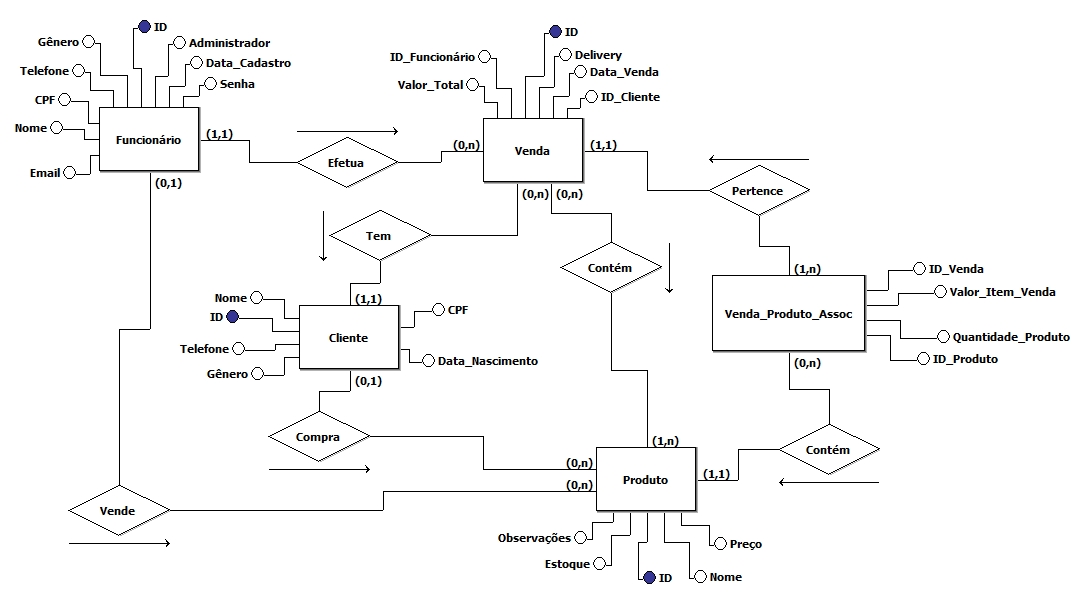 ID
Gênero
Administrador
Telefone
Data_Cadastro
Senha
CPF
Nome
Email
Funcionário
(1,1)
(0,1)
Efetua
ID
ID_Funcionário
Delivery
Valor_Total
Data_Venda
ID_Cliente
(0,n)
Venda
(1,1)
(0,n)
(0,n)
Pertence
Tem
Contém
(1,n)
Venda_Produto_Assoc
ID_Venda
Valor_Item_Venda
Quantidade_Produto
ID_Produto
(0,n)
(1,1)
Nome
ID
Telefone
Gênero
Cliente
CPF
Data_Nascimento
(0,1)
Compra
Contém
(1,n)
(0,n)
(0,n)
Produto
(1,1)
Vende
Observações
Estoque
ID
Nome
Preço